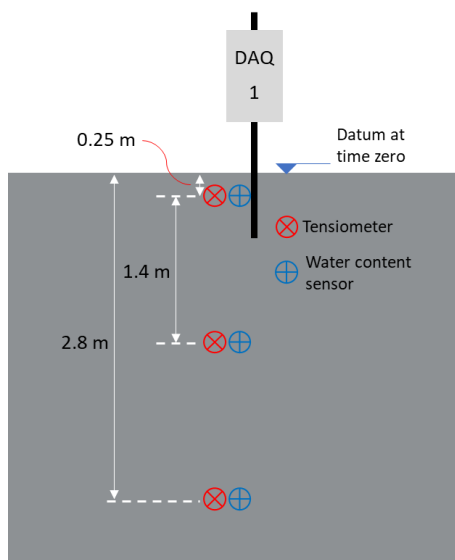 DAQ
1
0.25 m
Datum at
time zero
Tensiometer
1.4 m
Water content
sensor
2.8 m